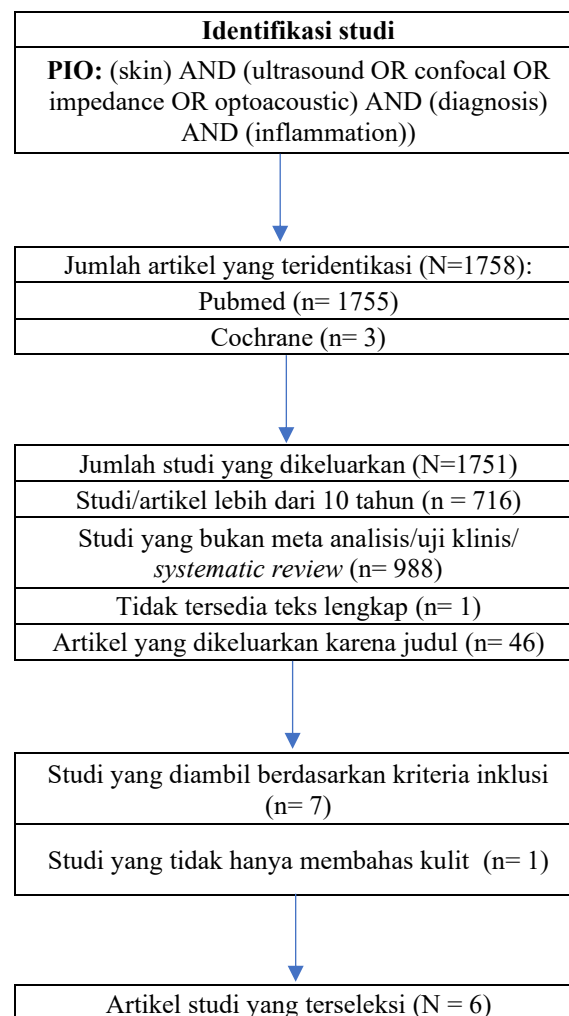 Identifikasi studi
PIO: (skin) AND (ultrasound OR confocal OR
impedance OR optoacoustic) AND (diagnosis)
AND (inflammation))
Jumlah artikel yang teridentikasi (N=1758):
Pubmed (n= 1755)
Cochrane (n= 3)
Jumlah studi yang dikeluarkan (N=1751)
Studi/artikel lebih dari 10 tahun (n = 716)
Studi yang bukan meta analisis/uji klinis/
systematic review (n= 988)
Tidak tersedia teks lengkap (n= 1)
Artikel yang dikeluarkan karena judul (n= 46)
Studi yang diambil berdasarkan kriteria inklusi
(n= 7)
Studi yang tidak hanya membahas kulit (n= 1)
Artikel studi yang terseleksi (N = 6)